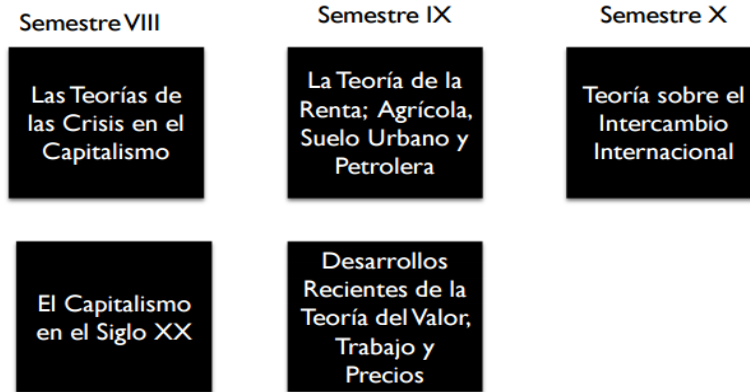 Semestre VIII
Semestre IX
Semestre X
Las Teorías de
las Crisis en el
Capitalismo
La Teoría de la
Renta; Agrícola,
Suelo Urbano y
Petrolera
Teoría sobre el
Intercambio
Internacional
El Capitalismo
en el Siglo XX
Desarrollos
Recientes de la
Teoría del Valor,
Trabajo y
Precios